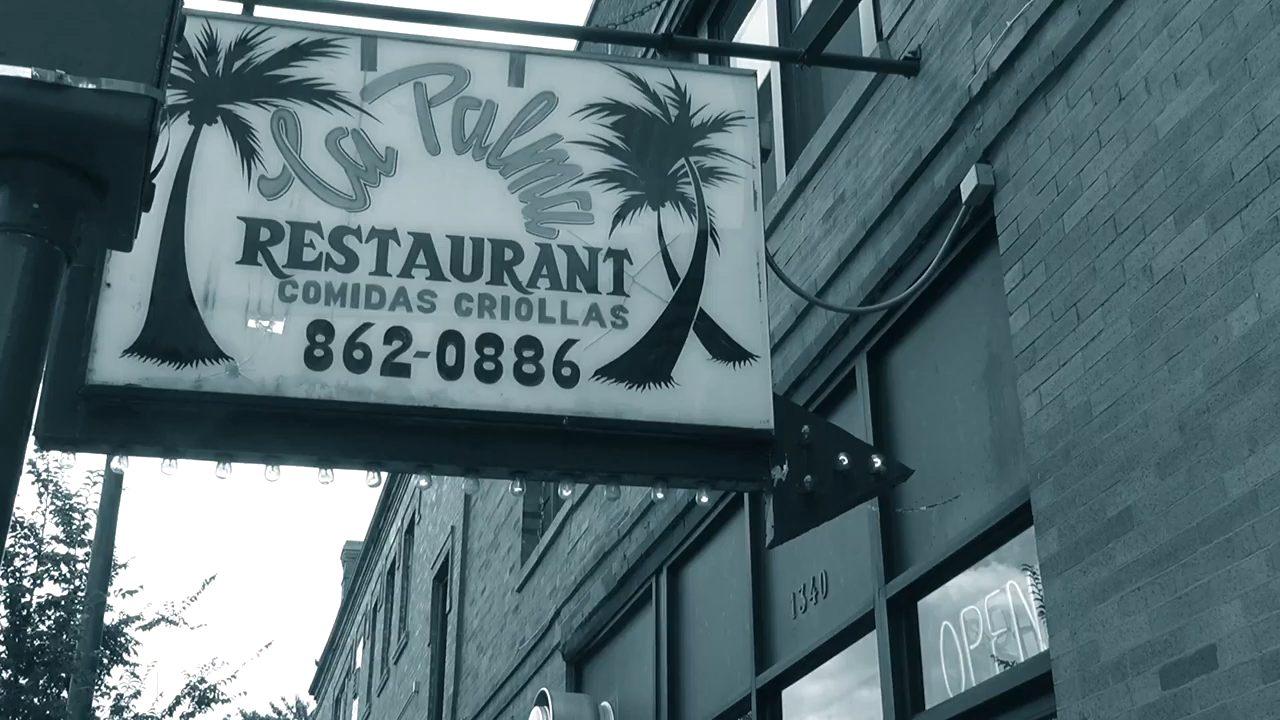 La Palma
RESTAURANT
COMIDAS CRIOLLAS
862-0886
1340
OPEN